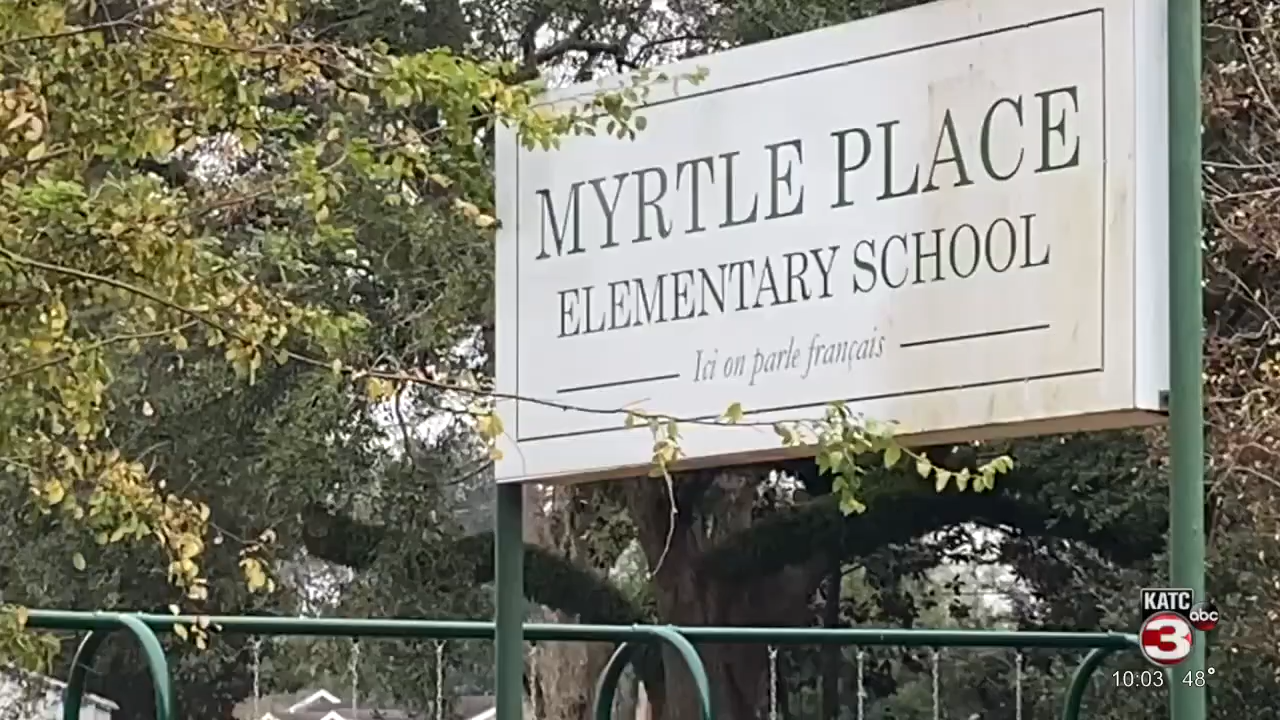 MYRTLE PLACE
ELEMENTARY SCHOOL
Ici on parle français
KATC
abc
3
10:03 48°